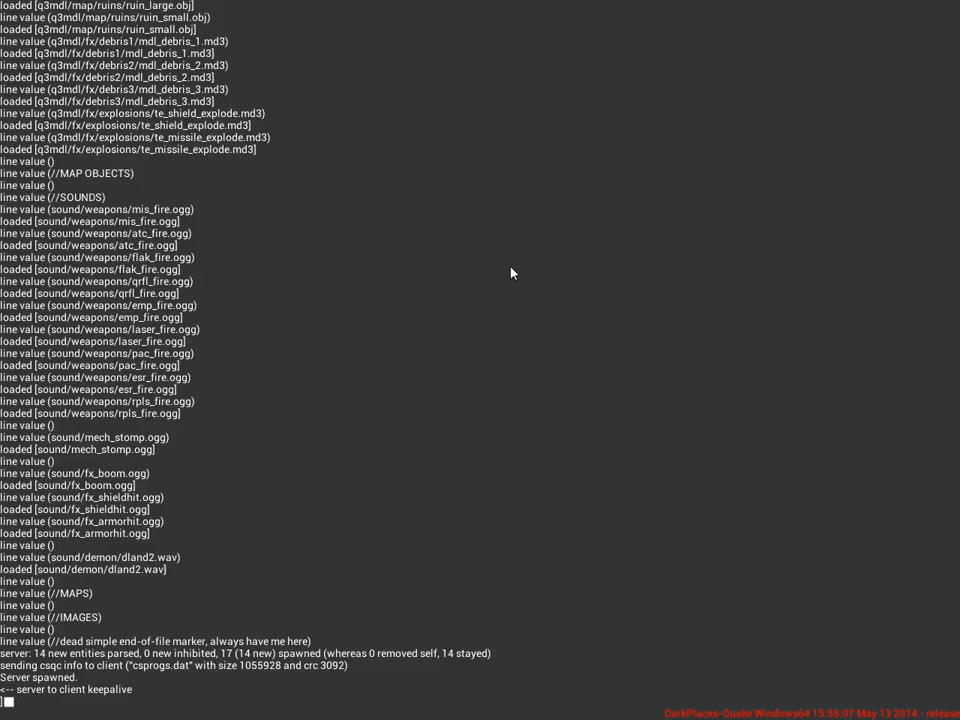 loaded [q3mdl/map/ruins/ruin_large.obj]
line value (q3mdl/map/ruins/ruin_small.obj)
loaded [q3mdl/map/ruins/ruin_small.obj]
line value (q3mdl/fx/debris1/mdl_debris_1.md3)
loaded [q3mdl/fx/debris1/mdl_debris_1.md3]
line value (q3mdl/fx/debris2/mdl_debris_2.md3)
loaded [q3mdl/fx/debris2/mdl_debris_2.md3]
line value (q3mdl/fx/debris3/mdl_debris_3.md3)
loaded [q3mdl/fx/debris3/mdl_debris_3.md3]
line value (q3mdl/fx/explosions/te_shield_explode.md3)
loaded [q3mdl/fx/explosions/te_shield_explode.md3]
line value (q3mdl/fx/explosions/te_missile_explode.md3)
loaded [q3mdl/fx/explosions/te_missile_explode.md3]
line value ()
line value (//MAP OBJECTS)
line value ()
line value (//SOUNDS)
line value (sound/weapons/mis_fire.ogg)
loaded [sound/weapons/mis_fire.ogg]
line value (sound/weapons/atc_fire.ogg)
loaded [sound/weapons/atc_fire.ogg]
line value (sound/weapons/flak_fire.ogg)
loaded [sound/weapons/flak_fire.ogg]
line value (sound/weapons/qrfl_fire.ogg)
loaded [sound/weapons/qrfl_fire.ogg]
line value (sound/weapons/emp_fire.ogg)
loaded [sound/weapons/emp_fire.ogg]
line value (sound/weapons/laser_fire.ogg)
loaded [sound/weapons/laser_fire.ogg]
line value (sound/weapons/pac_fire.ogg)
loaded [sound/weapons/pac_fire.ogg]
line value (sound/weapons/esr_fire.ogg)
loaded [sound/weapons/esr_fire.ogg]
line value (sound/weapons/rpls_fire.ogg)
loaded [sound/weapons/rpls_fire.ogg]
line value ()
line value (sound/mech_stomp.ogg)
loaded [sound/mech_stomp.ogg]
line value ()
line value (sound/fx_boom.ogg)
loaded [sound/fx_boom.ogg]
line value (sound/fx_shieldhit.ogg)
loaded [sound/fx_shieldhit.ogg]
line value (sound/fx_armorhit.ogg)
loaded [sound/fx_armorhit.ogg]
line value ()
line value (sound/demon/dland2.wav)
loaded [sound/demon/dland2.wav]
line value ()
line value (//MAPS)
line value ()
line value (//IMAGES)
line value ()
line value (//dead simple end-of-file marker, always have me here)
server: 14 new entities parsed, 0 new inhibited, 17 (14 new) spawned (whereas 0 removed self, 14 stayed)
sending csqc info to client ("csprogs.dat" with size 1055928 and crc 3092)
Server spawned.
<-- server to client keepalive
]
DarkPlaces-Quake Windows64 15:55:07 May 13 2014 - release